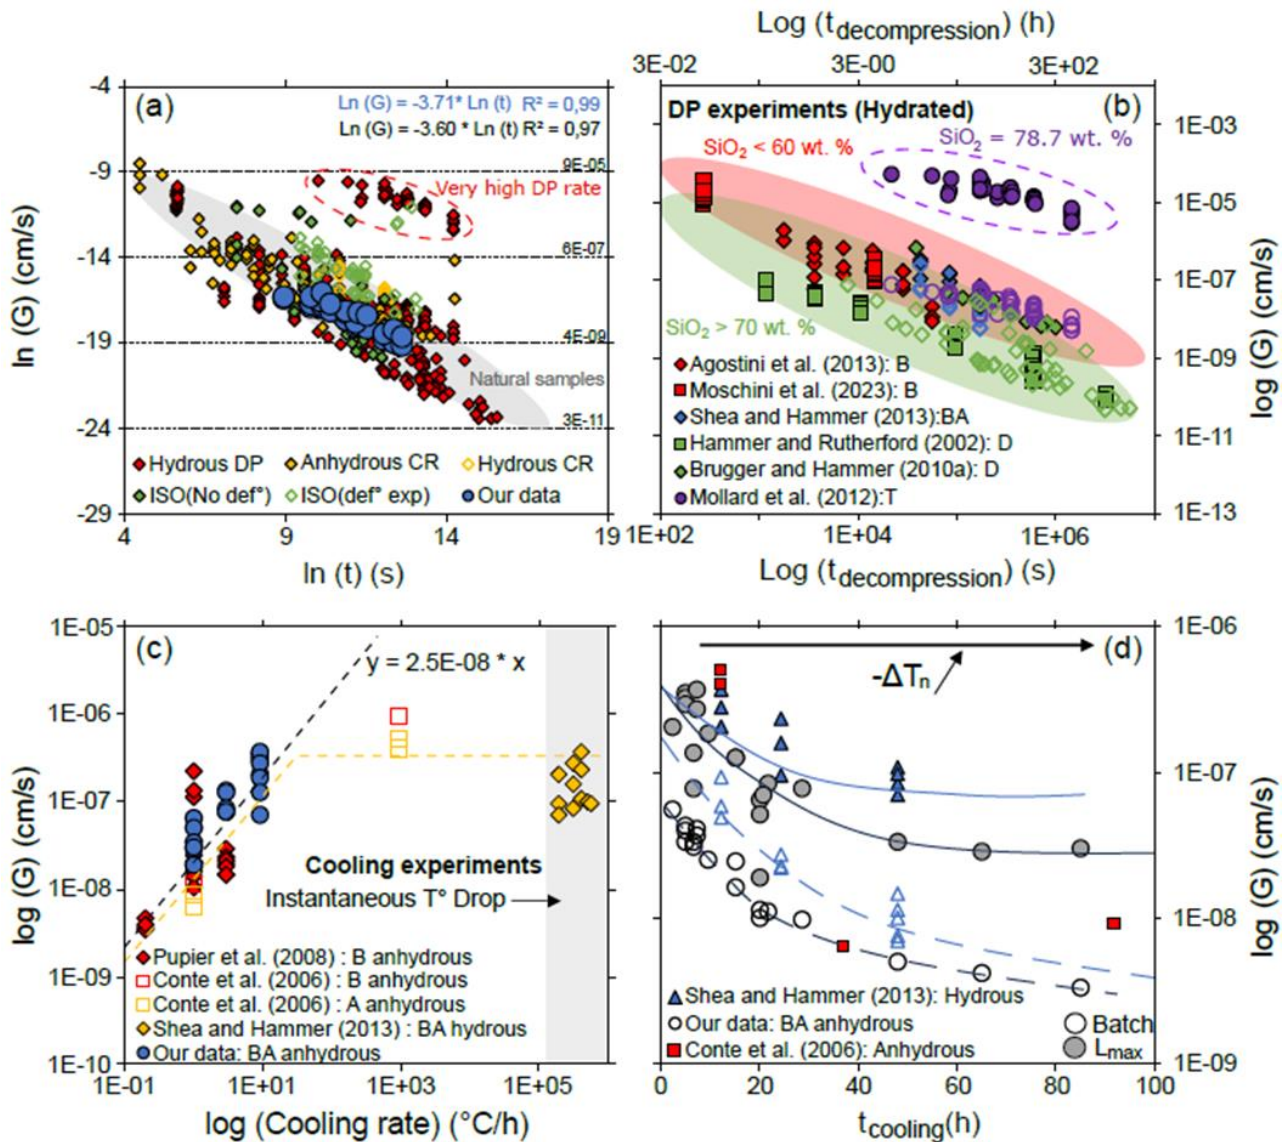 Log (tdecompression) (h)
3E-02 3E-00 3E+02
-4 -9 -14 -19 -24 -29
(a)
Ln (G) = -3.71* Ln (t) R² = 0,99
Ln (G) = -3.60 * Ln (t) R² = 0,97
9E-05
Very high DP rate
6E-07
4E-09
Natural samples
3E-11
Hydrous DP Anhydrous CR Hydrous CR
ISO(No def°) ISO(def° exp) Our data
4 9 14 19
ln (t) (s)
ln (G) (cm/s)
DP experiments (Hydrated) (b)
SiO2 < 60 wt. % SiO2 = 78.7 wt. %
SiO2 > 70 wt. %
Agostini et al. (2013): B
Moschini et al. (2023): B
Shea and Hammer (2013):BA
Hammer and Rutherford (2002): D
Brugger and Hammer (2010a): D
Mollard et al. (2012):T
1E-03 1E-05 1E-07 1E-09 1E-11 1E-13
log (G) (cm/s)
1E+02 1E+04 1E+06
Log (tdecompression) (s)
1E-05 1E-06 1E-07 1E-08 1E-09 1E-10
log (G) (cm/s)
(c)
y = 2.5E-08 * x
Cooling experiments
Instantaneous T° Drop
Pupier et al. (2008) : B anhydrous
Conte et al. (2006) : B anhydrous
Conte et al. (2006) : A anhydrous
Shea and Hammer (2013) : BA hydrous
Our data: BA anhydrous
1E-01 1E+01 1E+03 1E+05
log (Cooling rate) (°C/h)
(d)
-ΔTn
Shea and Hammer (2013): Hydrous
Our data: BA anhydrous
Conte et al. (2006): Anhydrous
Batch
Lmax
1E-06 1E-07 1E-08 1E-09
log (G) (cm/s)
0 20 40 60 80 100
tcooling(h)